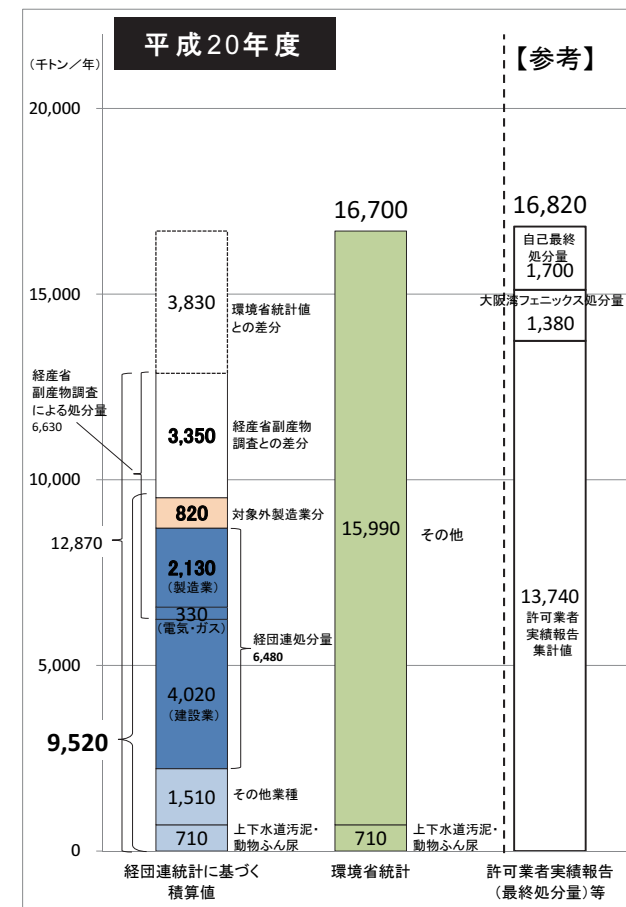 平成20年度
（千トン／年）
【参考】
20,000
15,000
10,000
5,000
0
3,830
環境省統計値
との差分
経産省
副産物調査
による処分量
6,630
3,350
経産省副産物
調査との差分
820
対象外製造業分
12,870
2,130
（製造業）
330
（電気・ガス）
経団連処分量
6,480
4,020
（建設業）
9,520
1,510
その他業種
710
上下水道汚泥・
動物ふん尿
経団連統計に基づく
積算値
16,700
15,990
その他
710
上下水道汚泥・
動物ふん尿
環境省統計
16,820
自己最終
処分量
1,700
大阪湾フェニックス処分量
1,380
13,740
許可業者
実績報告
集計値
許可業者実績報告
（最終処分量）等